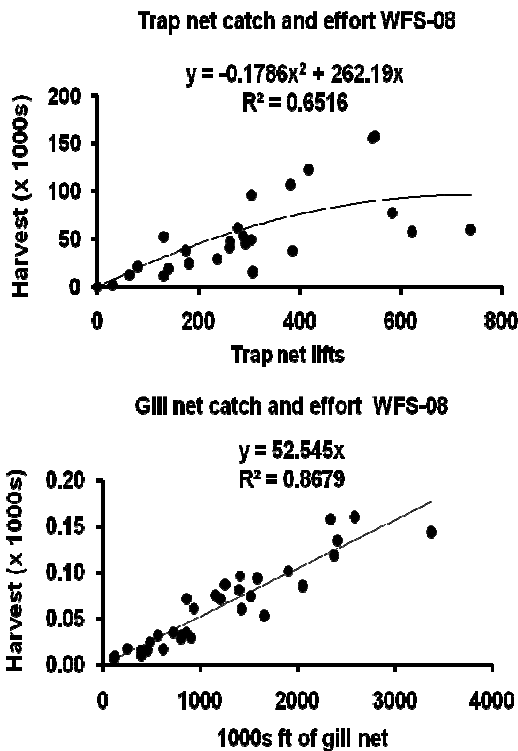 Trap net catch and effort WFS-08
y = -0.1786x² + 262.19x
R² = 0.6516
Harvest (x 1000s)
200
150
100
50
0
0 200 400 600 800
Trap net lifts
Gill net catch and effort WFS-08
y = 52.545x
R² = 0.8679
Harvest (x 1000s)
0.20
0.15
0.10
0.05
0.00
0 1000 2000 3000 4000
1000s ft of gill net